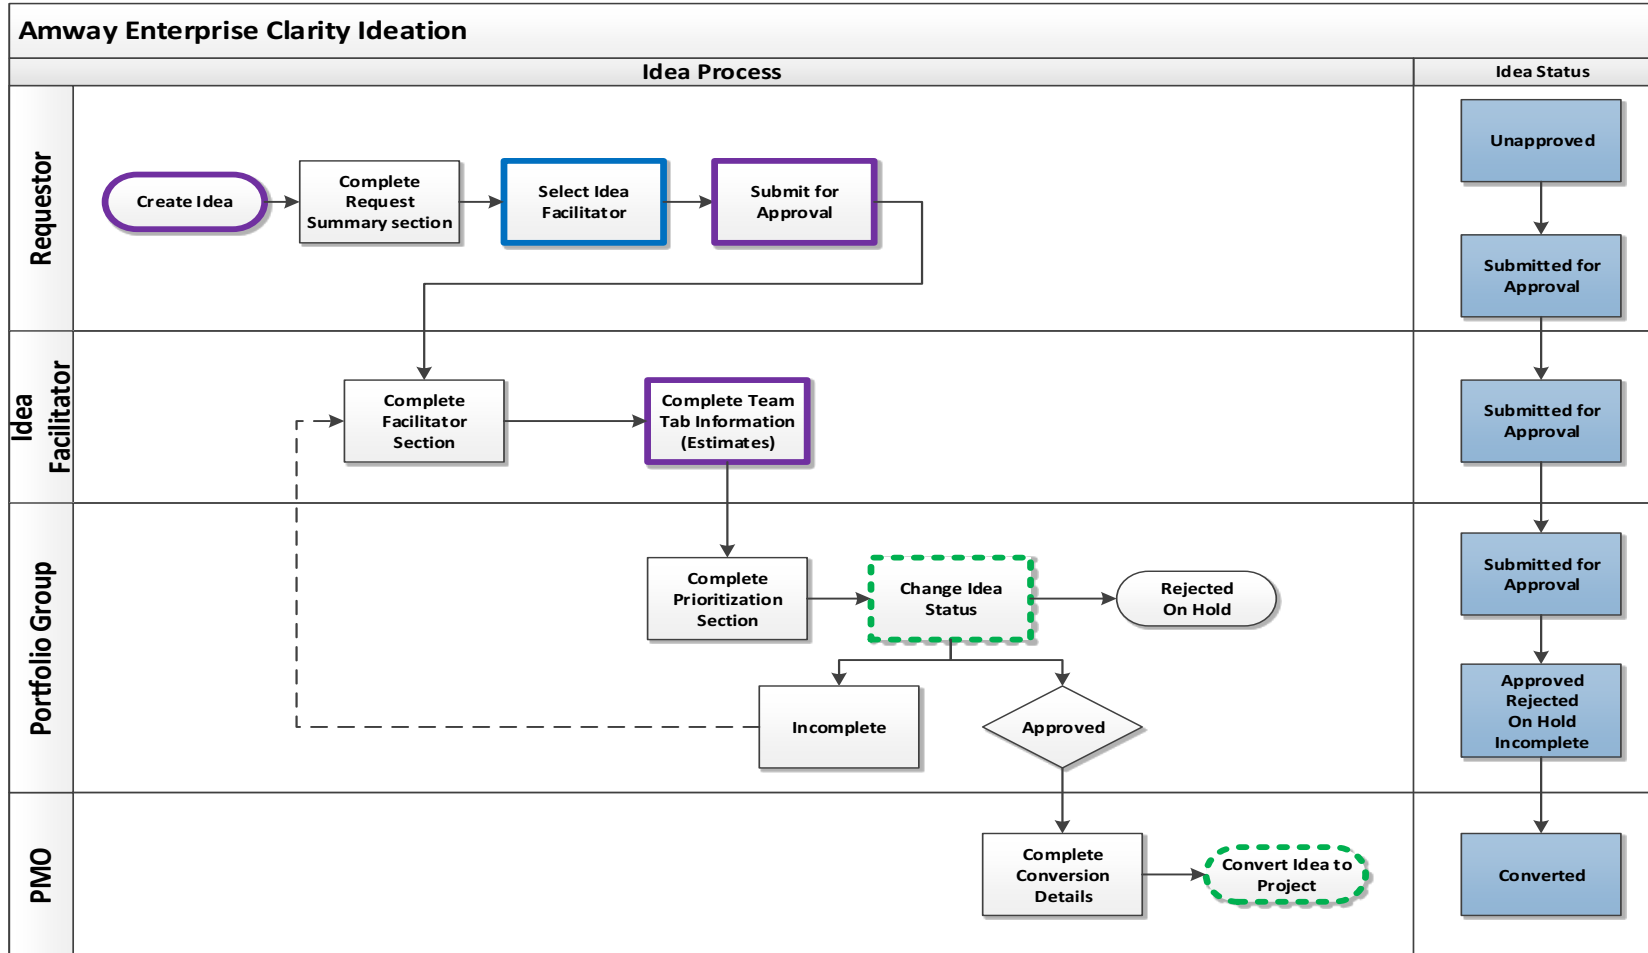 Amway Enterprise Clarity Ideation
Idea Process
Idea Status
Requestor
Create Idea
Complete
Request
Summary section
Select Idea
Facilitator
Submit for
Approval
Unapproved
Submitted for
Approval
Idea
Facilitator
Complete
Facilitator
Section
Complete Team
Tab Information
(Estimates)
Submitted for
Approval
Portfolio Group
Complete
Prioritization
Section
Change Idea
Status
Rejected
On Hold
Submitted for
Approval
Incomplete
Approved
Approved
Rejected
On Hold
Incomplete
PMO
Complete
Conversion
Details
Convert Idea to
Project
Converted